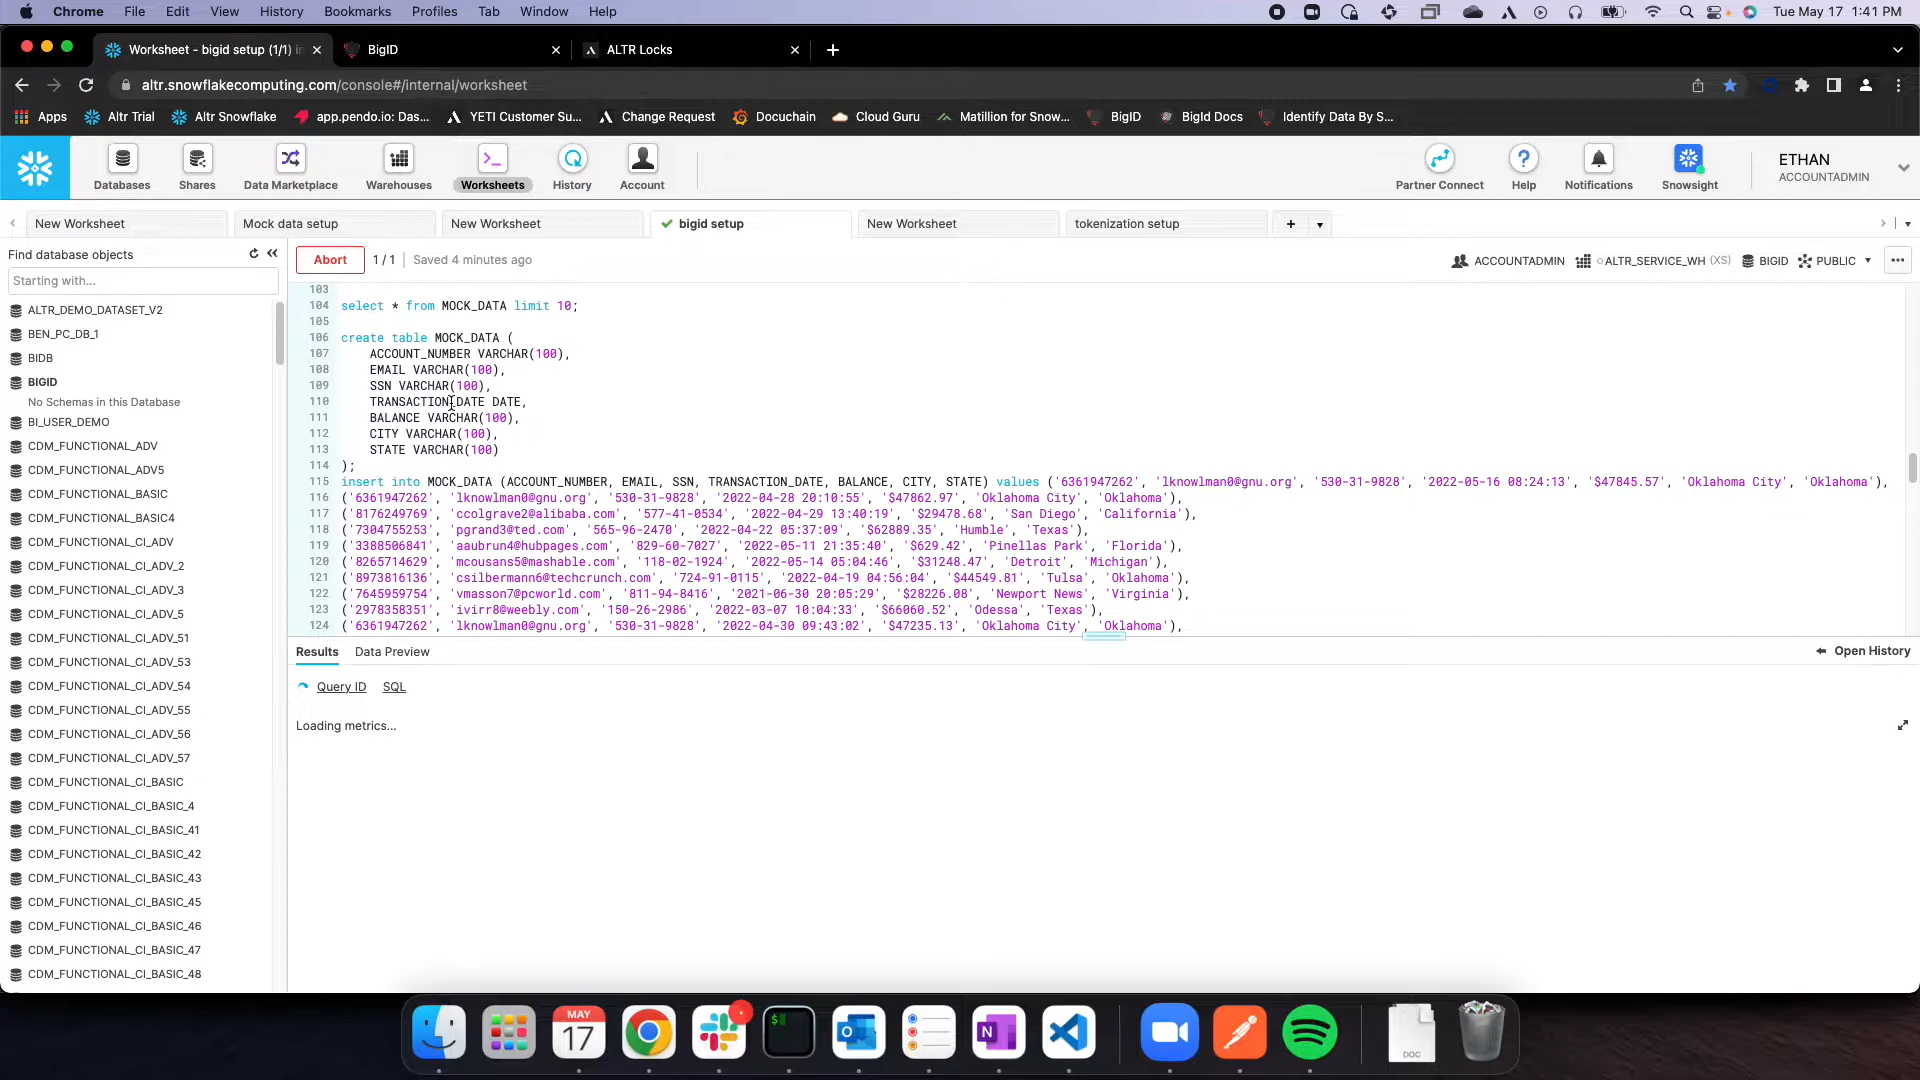 Chrome File Edit View History Bookmarks Profiles Tab Window Help Tue May 17 1:41 PM
Worksheet - bigid setup (1/1) i BigID ALTR Locks
altr.snowflakecomputing.com/console#/internal/worksheet
Apps Altr Trial Altr Snowflake app.pendo.io: Das... YETI Customer Su... Change Request Docuchain Cloud Guru Matillion for Snow... BigID BigId Docs Identify Data By S...
Databases Shares Data Marketplace Warehouses Worksheets History Account Partner Connect Help Notifications Snowsight
ETHAN
ACCOUNTADMIN
New Worksheet Mock data setup New Worksheet bigid setup New Worksheet tokenization setup
Find database objects
Starting with...
ALTR_DEMO_DATASET_V2
BEN_PC_DB_1
BIDB
BIGID
No Schemas in this Database
BI_USER_DEMO
CDM_FUNCTIONAL_ADV
CDM_FUNCTIONAL_ADV5
CDM_FUNCTIONAL_BASIC
CDM_FUNCTIONAL_BASIC4
CDM_FUNCTIONAL_CI_ADV
CDM_FUNCTIONAL_CI_ADV_2
CDM_FUNCTIONAL_CI_ADV_3
CDM_FUNCTIONAL_CI_ADV_5
CDM_FUNCTIONAL_CI_ADV_51
CDM_FUNCTIONAL_CI_ADV_53
CDM_FUNCTIONAL_CI_ADV_54
CDM_FUNCTIONAL_CI_ADV_55
CDM_FUNCTIONAL_CI_ADV_56
CDM_FUNCTIONAL_CI_ADV_57
CDM_FUNCTIONAL_CI_BASIC
CDM_FUNCTIONAL_CI_BASIC_4
CDM_FUNCTIONAL_CI_BASIC_41
CDM_FUNCTIONAL_CI_BASIC_42
CDM_FUNCTIONAL_CI_BASIC_43
CDM_FUNCTIONAL_CI_BASIC_45
CDM_FUNCTIONAL_CI_BASIC_46
CDM_FUNCTIONAL_CI_BASIC_47
CDM_FUNCTIONAL_CI_BASIC_48
Abort 1 / 1 Saved 4 minutes ago ACCOUNTADMIN ALTR_SERVICE_WH (XS) BIGID PUBLIC
103
104 select * from MOCK_DATA limit 10;
105
106 create table MOCK_DATA (
107 ACCOUNT_NUMBER VARCHAR(100),
108 EMAIL VARCHAR(100),
109 SSN VARCHAR(100),
110 TRANSACTION_DATE DATE,
111 BALANCE VARCHAR(100),
112 CITY VARCHAR(100),
113 STATE VARCHAR(100)
114 );
115 insert into MOCK_DATA (ACCOUNT_NUMBER, EMAIL, SSN, TRANSACTION_DATE, BALANCE, CITY, STATE) values ('6361947262', 'lknowlman0@gnu.org', '530-31-9828', '2022-05-16 08:24:13', '$47845.57', 'Oklahoma City', 'Oklahoma'),
116 ('6361947262', 'lknowlman0@gnu.org', '530-31-9828', '2022-04-28 20:10:55', '$47862.97', 'Oklahoma City', 'Oklahoma'),
117 ('8176249769', 'ccolgrave2@alibaba.com', '577-41-0534', '2022-04-29 13:40:19', '$29478.68', 'San Diego', 'California'),
118 ('7304755253', 'pgrand3@ted.com', '565-96-2470', '2022-04-22 05:37:09', '$62889.35', 'Humble', 'Texas'),
119 ('3388506841', 'aaubrun4@hubpages.com', '829-60-7027', '2022-05-11 21:35:40', '$629.42', 'Pinellas Park', 'Florida'),
120 ('8265714629', 'mcousans5@mashable.com', '118-02-1924', '2022-05-14 05:04:46', '$31248.47', 'Detroit', 'Michigan'),
121 ('8973816136', 'csilbermann6@techcrunch.com', '724-91-0115', '2022-04-19 04:56:04', '$44549.81', 'Tulsa', 'Oklahoma'),
122 ('7645959754', 'vmasson7@pcworld.com', '811-94-8416', '2021-06-30 20:05:29', '$28226.08', 'Newport News', 'Virginia'),
123 ('2978358351', 'ivirr8@weebly.com', '150-26-2986', '2022-03-07 10:04:33', '$66060.52', 'Odessa', 'Texas'),
124 ('6361947262', 'lknowlman0@gnu.org', '530-31-9828', '2022-04-30 09:43:02', '$47235.13', 'Oklahoma City', 'Oklahoma'),
Results Data Preview Open History
Query ID SQL
Loading metrics...
MAY
17
DOC